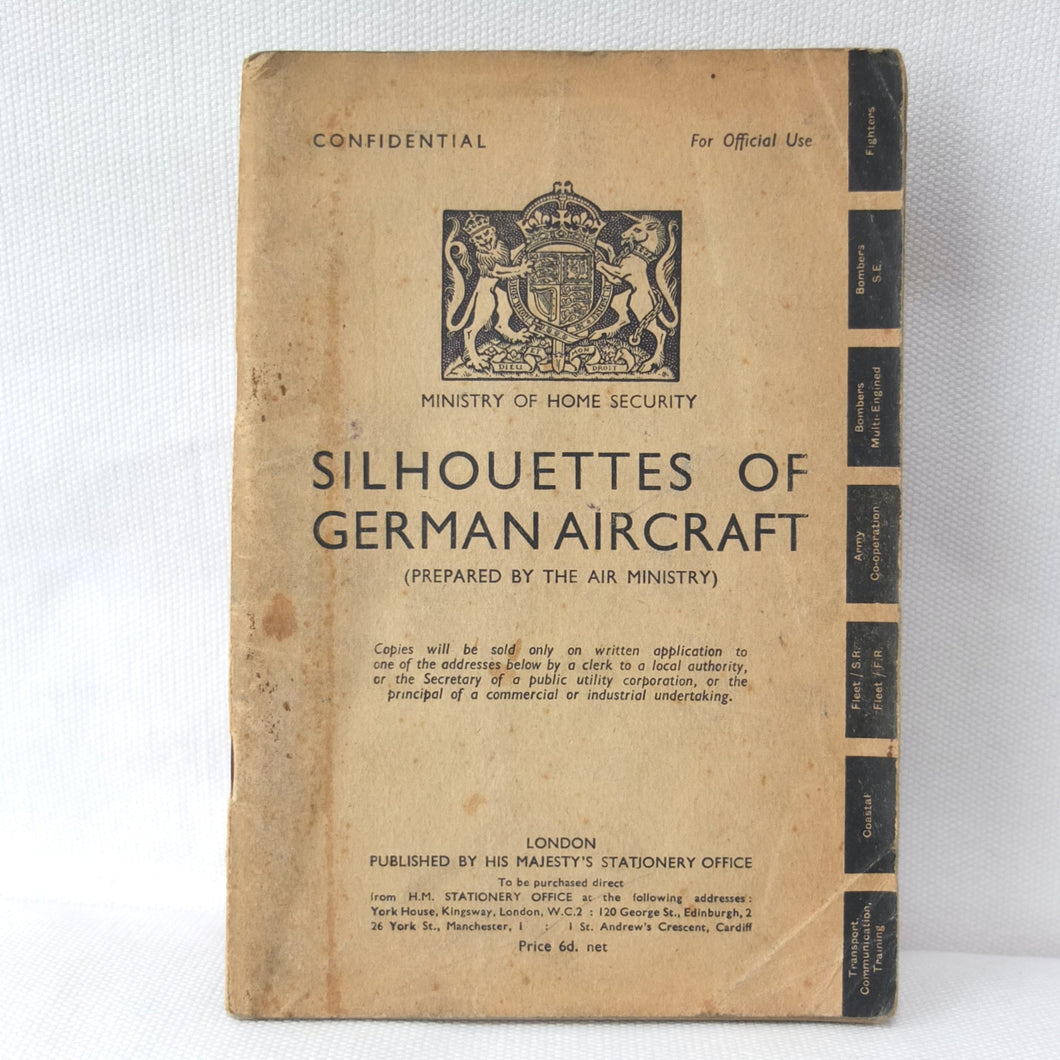 CONFIDENTIAL For Official Use
DIEU ET MON DROIT
MINISTRY OF HOME SECURITY
SILHOUETTES OF
GERMAN AIRCRAFT
(PREPARED BY THE AIR MINISTRY)
Copies will be sold only on written application to
one of the addresses below by a clerk to a local authority,
or the Secretary of a public utility corporation, or the
principal of a commercial or industrial undertaking.
LONDON
PUBLISHED BY HIS MAJESTY'S STATIONERY OFFICE
To be purchased direct
from H.M. STATIONERY OFFICE at the following addresses:
York House, Kingsway, London, W.C.2 : 120 George St., Edinburgh, 2
26 York St., Manchester, 1 : 1 St. Andrew's Crescent, Cardiff
Price 6d. net
Fighters
Bombers
S.E.
Bombers
Multi-Engined
Army
Co-operation
Fleet / S.R.
Fleet / F.R.
Coastal
Transport,
Communication,
Training